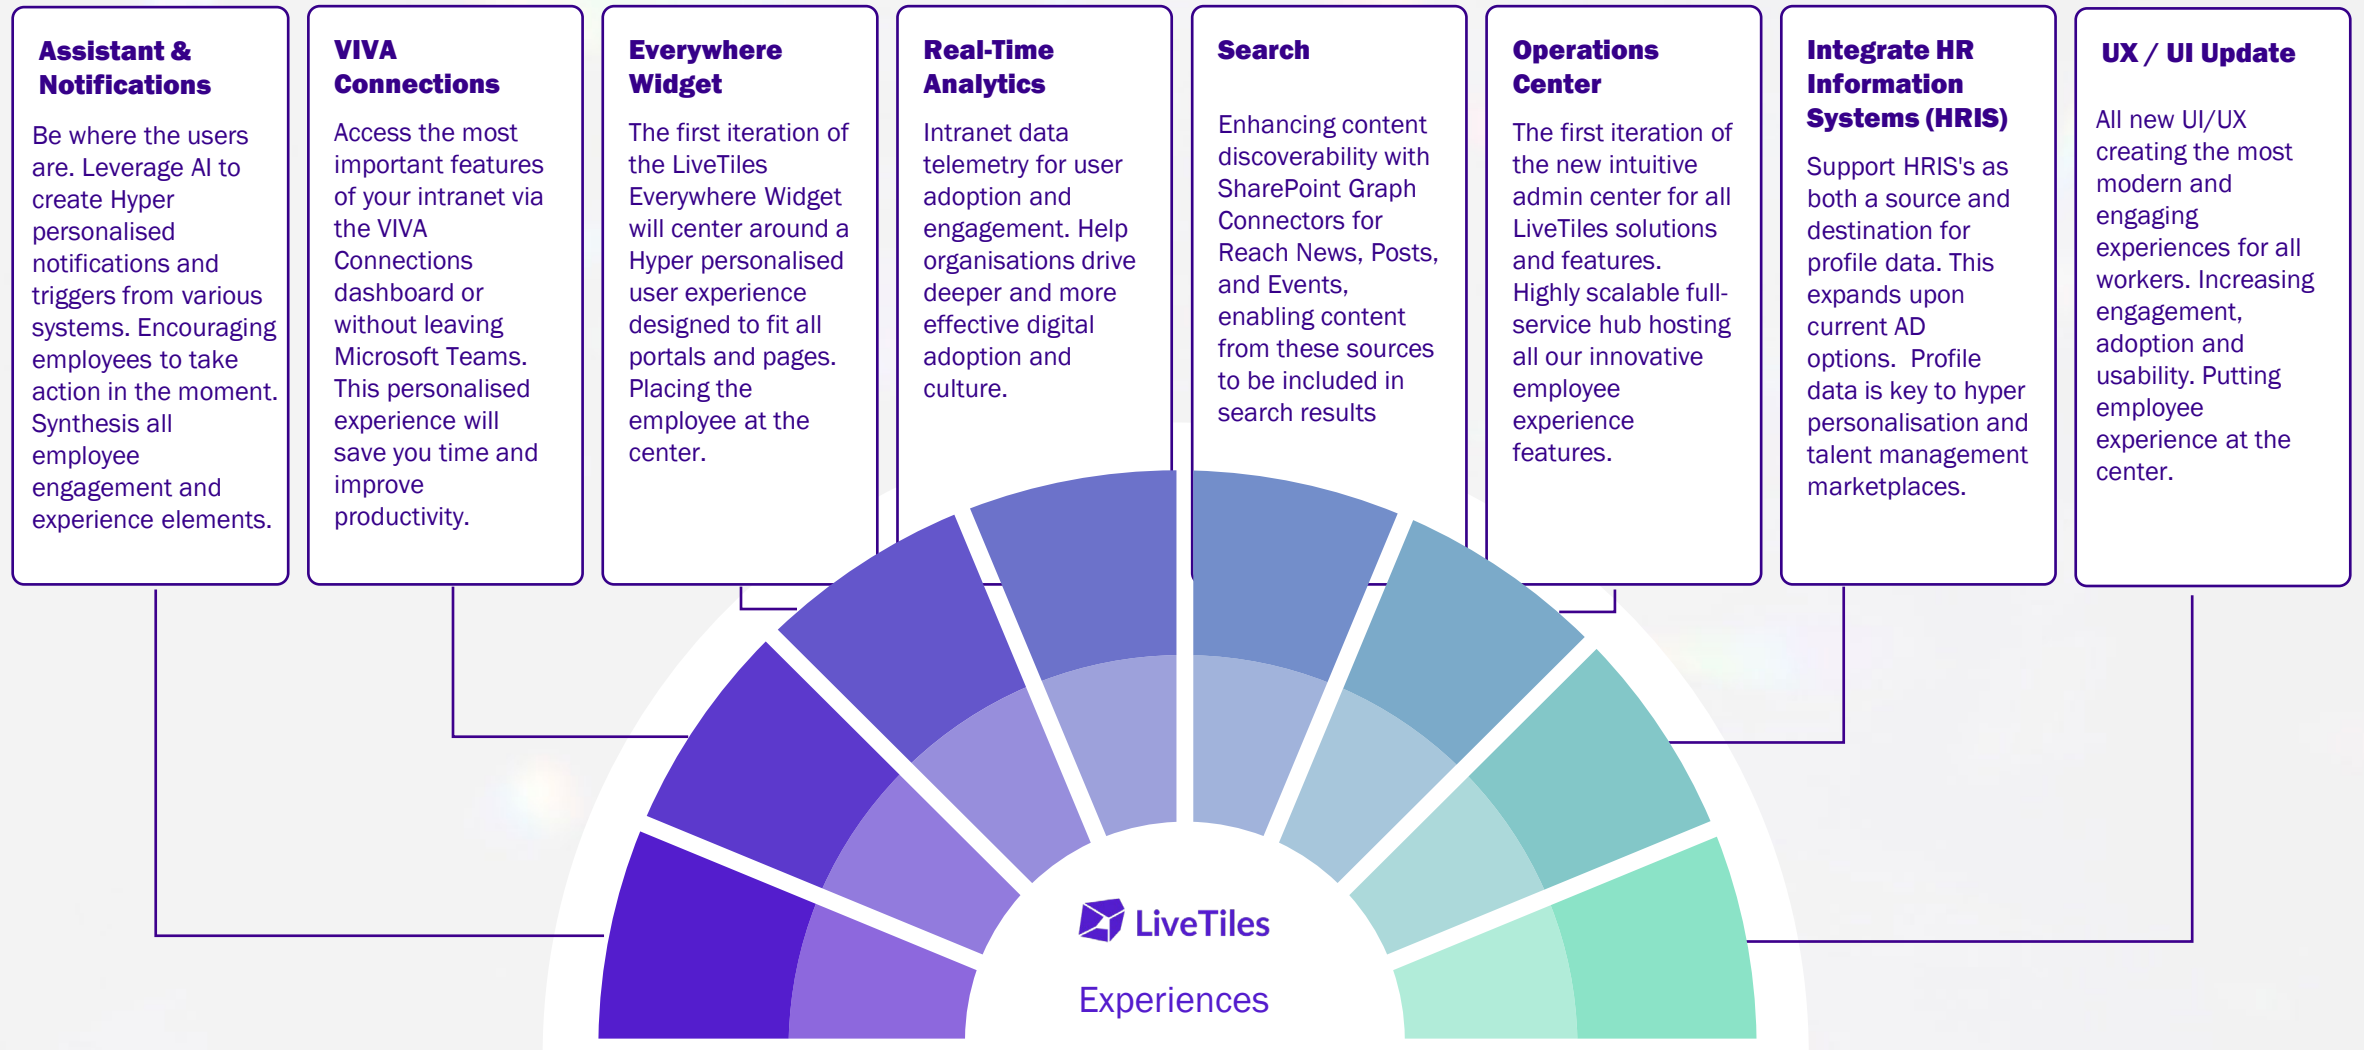 Assistant &
Notifications
Be where the users
are. Leverage AI to
create Hyper
personalised
notifications and
triggers from various
systems. Encouraging
employees to take
action in the moment.
Synthesis all
employee
engagement and
experience elements.
VIVA
Connections
Access the most
important features
of your intranet via
the VIVA
Connections
dashboard or
without leaving
Microsoft Teams.
This personalised
experience will
save you time and
improve
productivity.
Everywhere
Widget
The first iteration of
the LiveTiles
Everywhere Widget
will center around a
Hyper personalised
user experience
designed to fit all
portals and pages.
Placing the
employee at the
center.
Real-Time
Analytics
Intranet data
telemetry for user
adoption and
engagement. Help
organisations drive
deeper and more
effective digital
adoption and
culture.
Search
Enhancing content
discoverability with
SharePoint Graph
Connectors for
Reach News, Posts,
and Events,
enabling content
from these sources
to be included in
search results
Operations
Center
The first iteration of
the new intuitive
admin center for all
LiveTiles solutions
and features.
Highly scalable full-
service hub hosting
all our innovative
employee
experience
features.
Integrate HR
Information
Systems (HRIS)
Support HRIS's as
both a source and
destination for
profile data. This
expands upon
current AD
options.  Profile
data is key to hyper
personalisation and
talent management
marketplaces.
UX / UI Update
All new UI/UX
creating the most
modern and
engaging
experiences for all
workers. Increasing
engagement,
adoption and
usability. Putting
employee
experience at the
center.
LiveTiles
Experiences